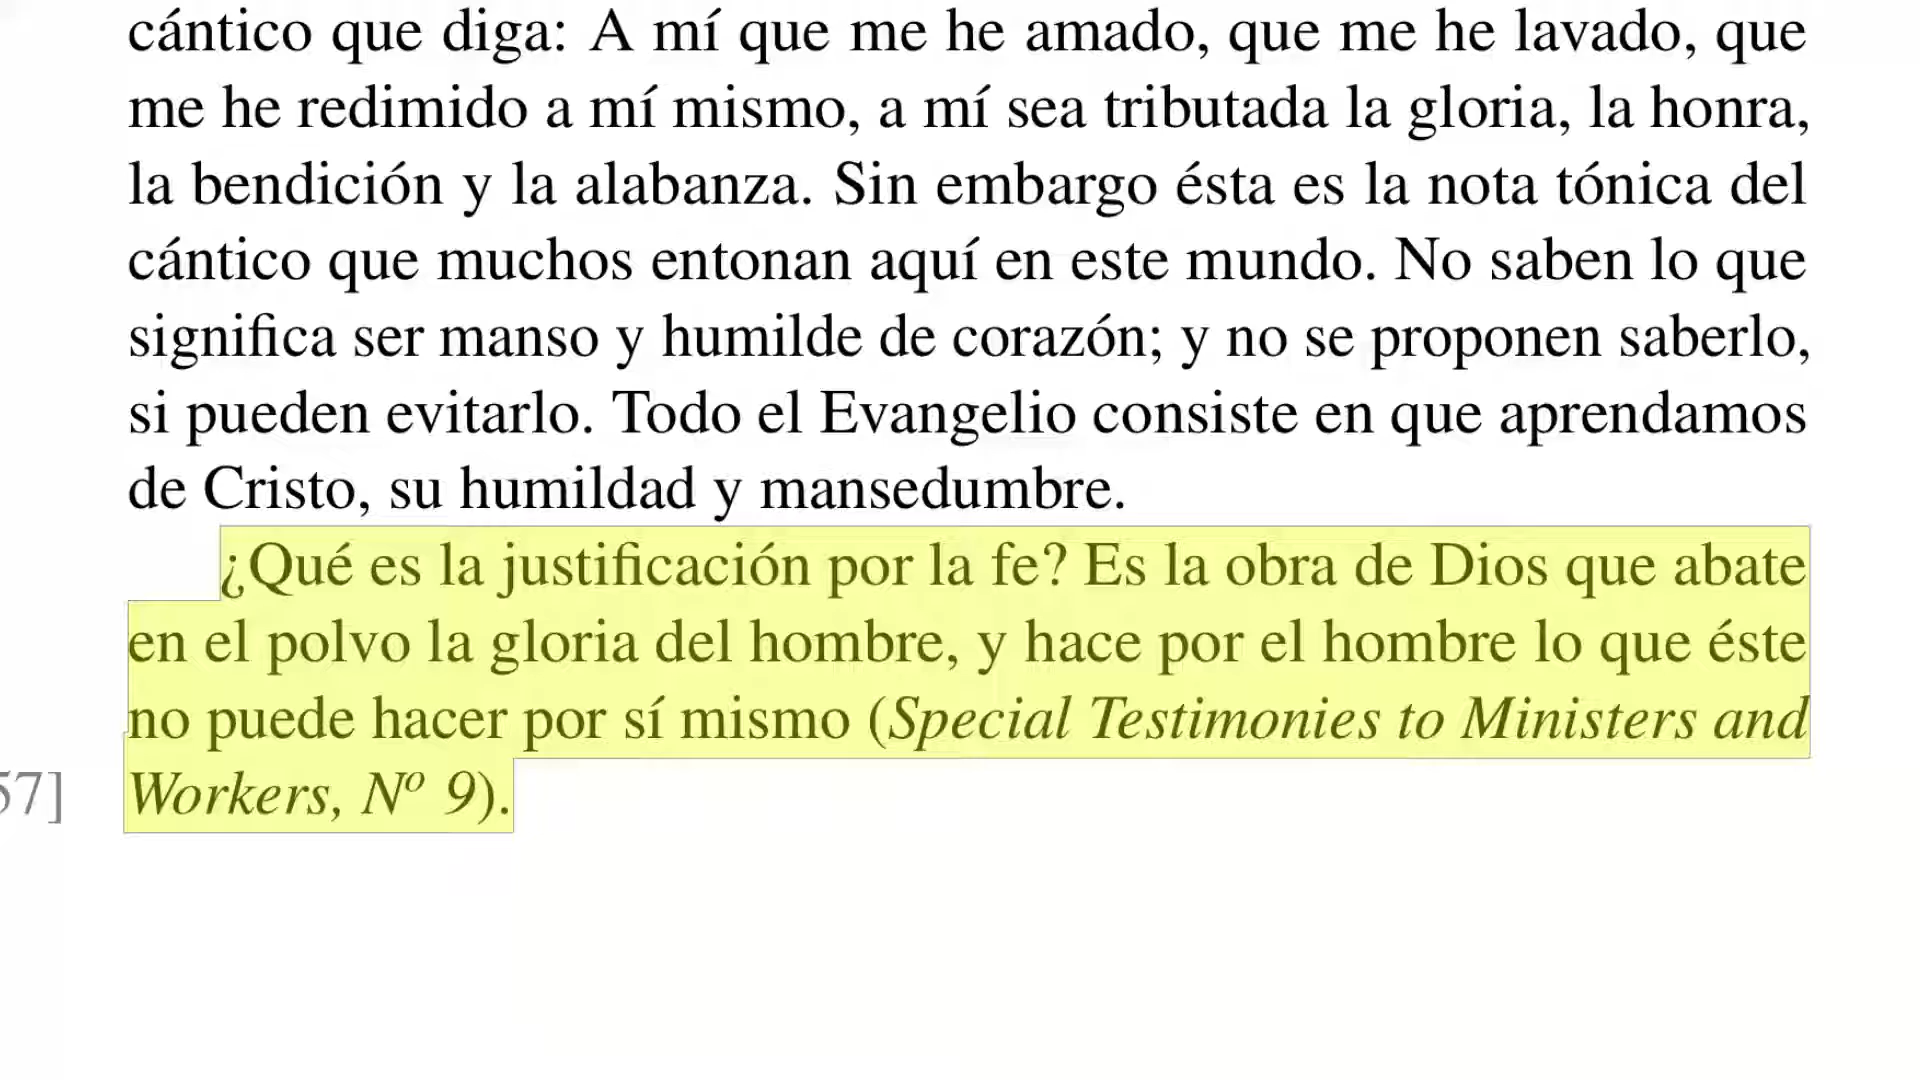 cántico que diga: A mí que me he amado, que me he lavado, que
me he redimido a mí mismo, a mí sea tributada la gloria, la honra,
la bendición y la alabanza. Sin embargo ésta es la nota tónica del
cántico que muchos entonan aquí en este mundo. No saben lo que
significa ser manso y humilde de corazón; y no se proponen saberlo,
si pueden evitarlo. Todo el Evangelio consiste en que aprendamos
de Cristo, su humildad y mansedumbre.
¿Qué es la justificación por la fe? Es la obra de Dios que abate
en el polvo la gloria del hombre, y hace por el hombre lo que éste
no puede hacer por sí mismo (Special Testimonies to Ministers and
57] Workers, Nº 9).